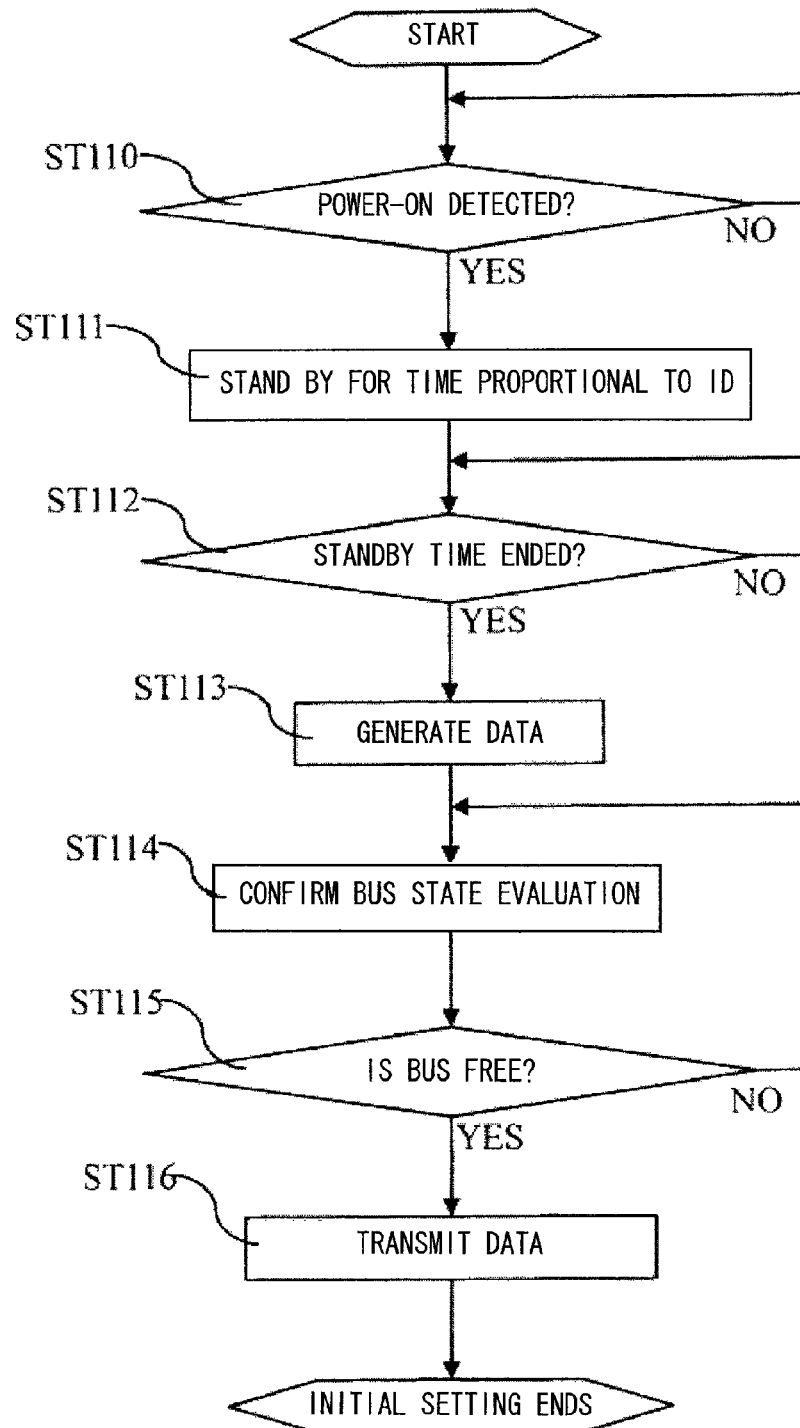 START
ST110
POWER-ON DETECTED?
NO
YES
ST111
STAND BY FOR TIME PROPORTIONAL TO ID
ST112
STANDBY TIME ENDED?
NO
YES
ST113
GENERATE DATA
ST114
CONFIRM BUS STATE EVALUATION
ST115
IS BUS FREE?
NO
YES
ST116
TRANSMIT DATA
INITIAL SETTING ENDS